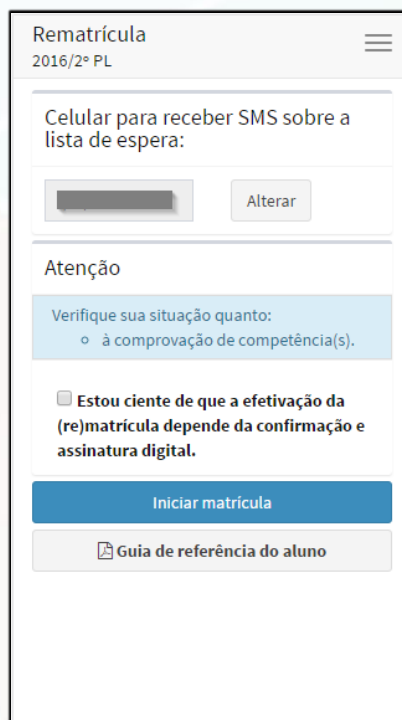 Rematrícula
2016/2º PL
Celular para receber SMS sobre a
lista de espera:
Alterar
Atenção
Verifique sua situação quanto:
à comprovação de competência(s).
Estou ciente de que a efetivação da
(re)matrícula depende da confirmação e
assinatura digital.
Iniciar matrícula
Guia de referência do aluno